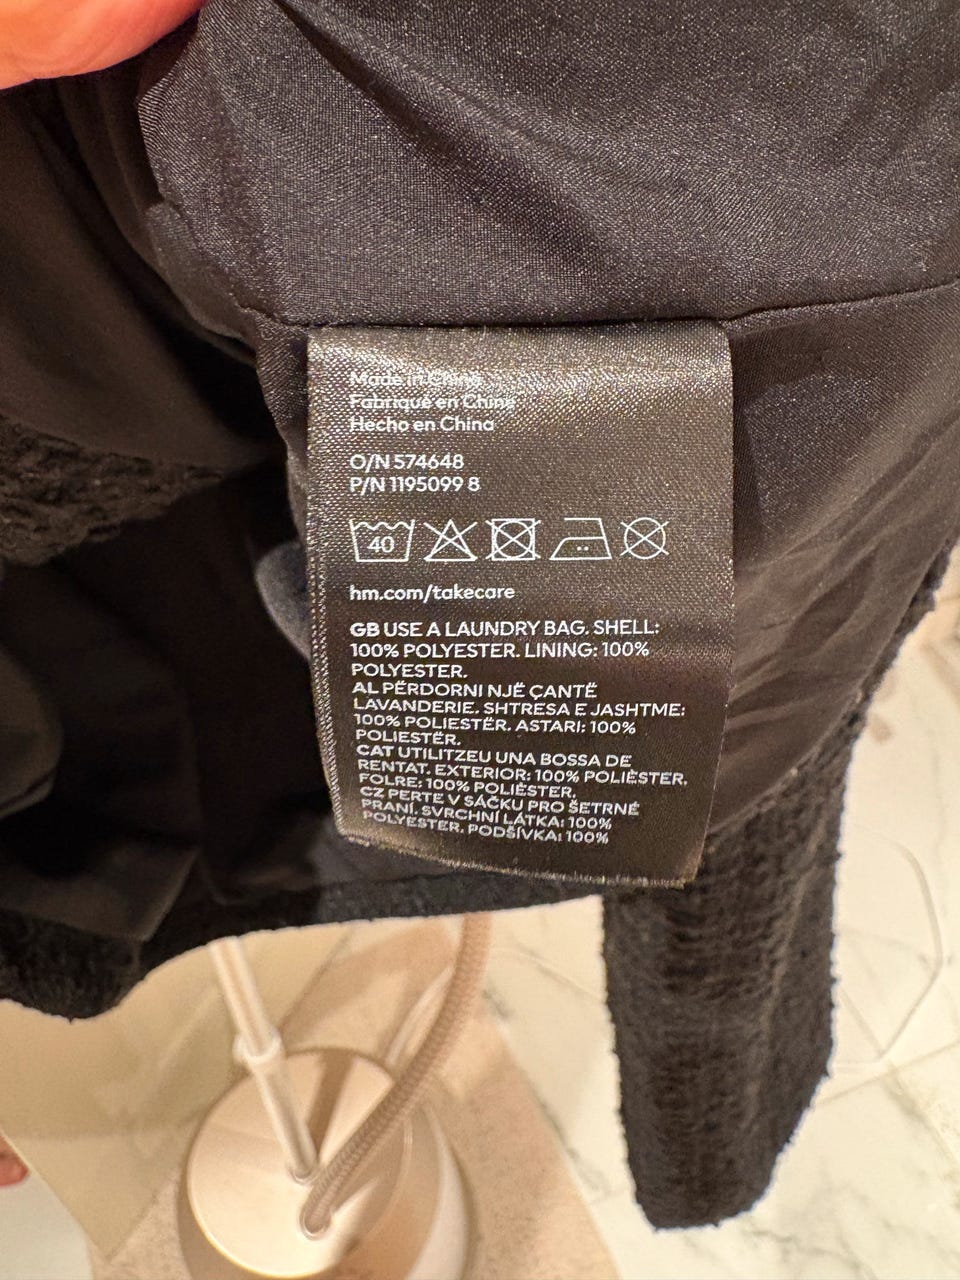 Made in China
Fabriqué en Chine
Hecho en China
O/N 574648
P/N 1195099 8
40
hm.com/takecare
GB USE A LAUNDRY BAG. SHELL:
100% POLYESTER. LINING: 100%
POLYESTER.
AL PËRDORNI NJË ÇANTË
LAVANDERIE. SHTRESA E JASHTME:
100% POLIESTËR. ASTARI: 100%
POLIESTËR.
CAT UTILITZEU UNA BOSSA DE
RENTAT. EXTERIOR: 100% POLIÈSTER.
FOLRE: 100% POLIÈSTER.
CZ PERTE V SÁČKU PRO ŠETRNÉ
PRANÍ. SVRCHNÍ LÁTKA: 100%
POLYESTER. PODŠÍVKA: 100%